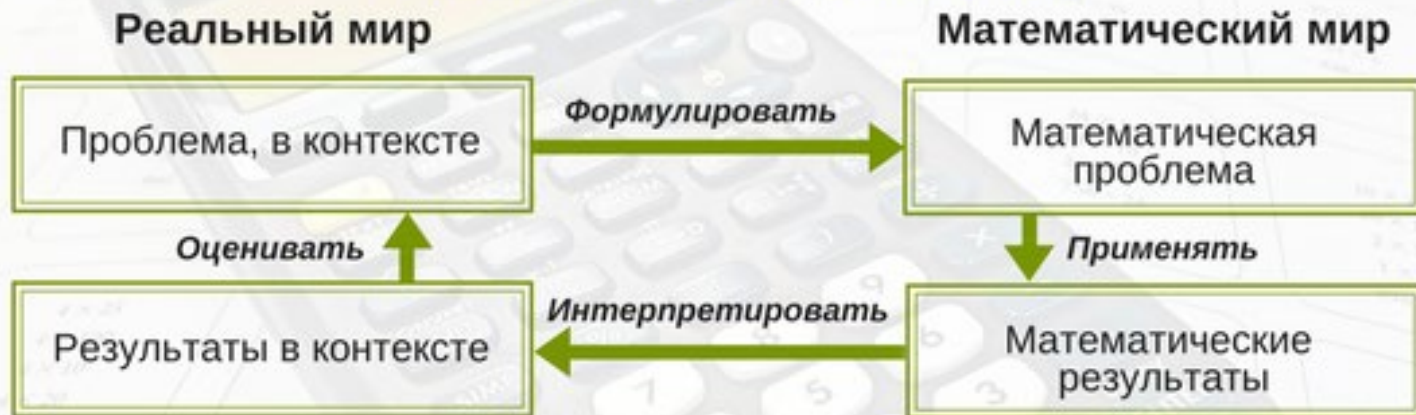 Реальный мир
Математический мир
Проблема, в контексте
Формулировать
Математическая
проблема
Оценивать
Применять
Результаты в контексте
Интерпретировать
Математические
результаты